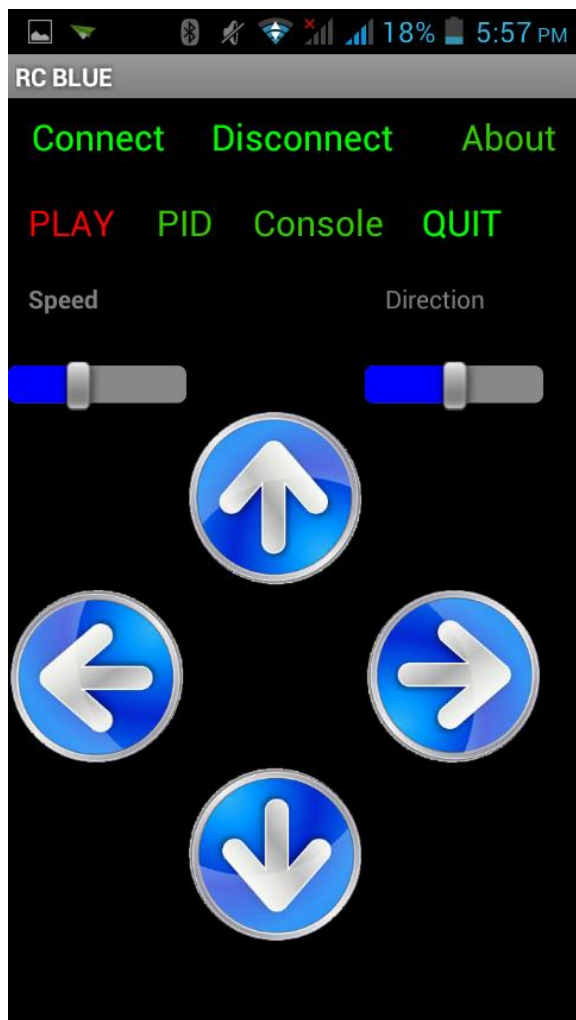 18% 5:57 PM
RC BLUE
Connect Disconnect About
PLAY PID Console QUIT
Speed Direction